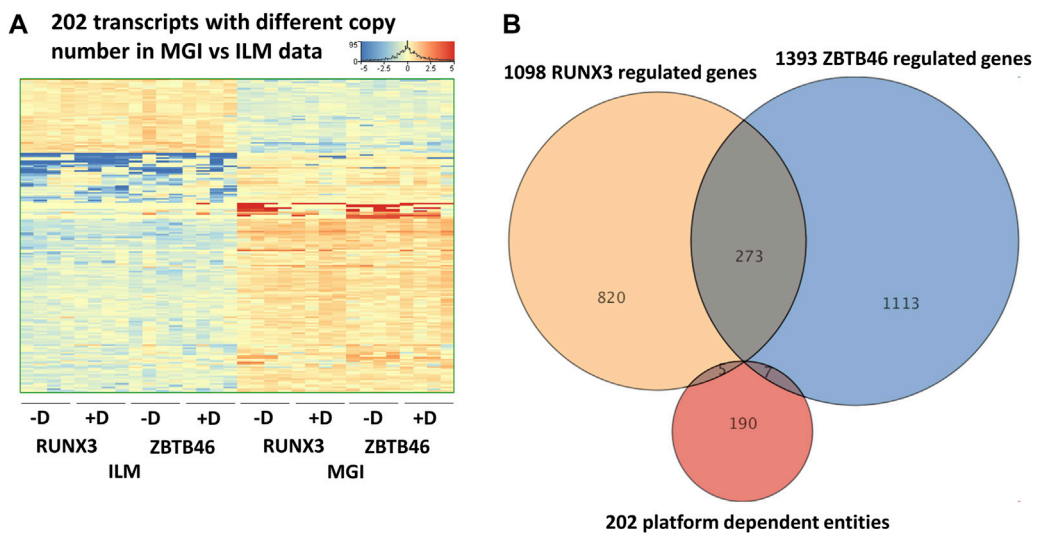 A
202 transcripts with different copy
number in MGI vs ILM data
95
0
-5 -2.5 0 2.5 5
-D +D -D +D -D +D -D +D
RUNX3 ZBTB46 RUNX3 ZBTB46
ILM MGI
B
1393 ZBTB46 regulated genes
1098 RUNX3 regulated genes
273
820
1113
5 7
190
202 platform dependent entities